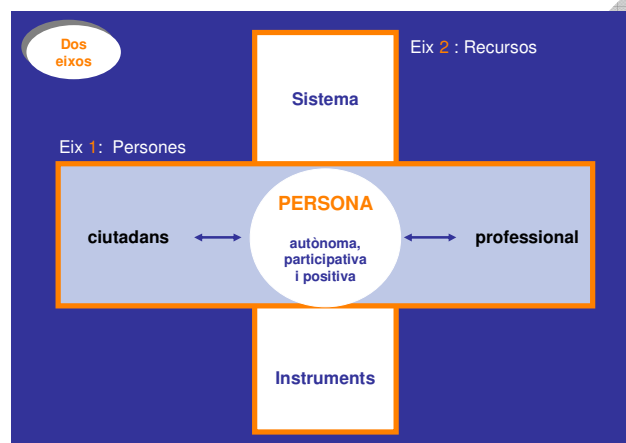 Dos
eixos
Eix 2 : Recursos
Sistema
Eix 1:  Persones
PERSONA
ciutadans
professional
autònoma,
participativa
i positiva
Instruments